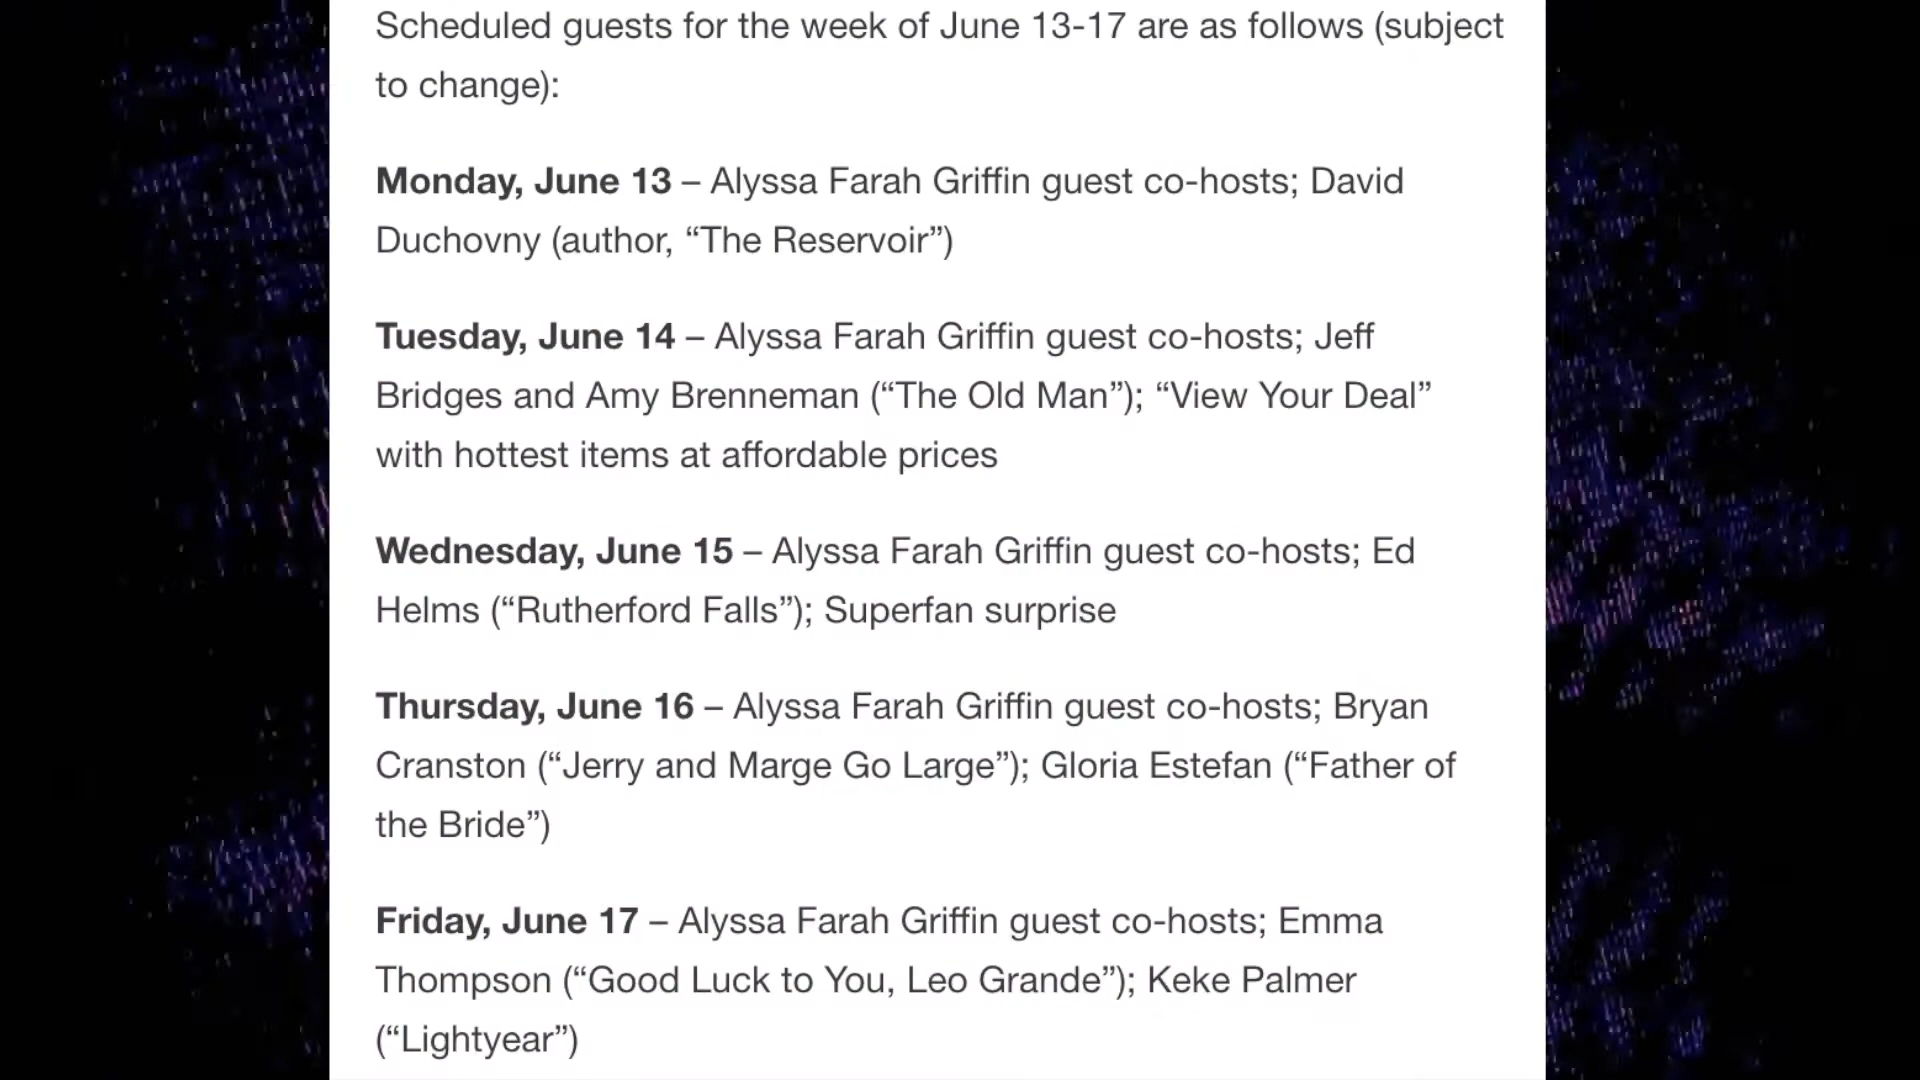 Scheduled guests for the week of June 13-17 are as follows (subject
to change):
Monday, June 13 – Alyssa Farah Griffin guest co-hosts; David
Duchovny (author, “The Reservoir”)
Tuesday, June 14 – Alyssa Farah Griffin guest co-hosts; Jeff
Bridges and Amy Brenneman (“The Old Man”); “View Your Deal”
with hottest items at affordable prices
Wednesday, June 15 – Alyssa Farah Griffin guest co-hosts; Ed
Helms (“Rutherford Falls”); Superfan surprise
Thursday, June 16 – Alyssa Farah Griffin guest co-hosts; Bryan
Cranston (“Jerry and Marge Go Large”); Gloria Estefan (“Father of
the Bride”)
Friday, June 17 – Alyssa Farah Griffin guest co-hosts; Emma
Thompson (“Good Luck to You, Leo Grande”); Keke Palmer
(“Lightyear”)